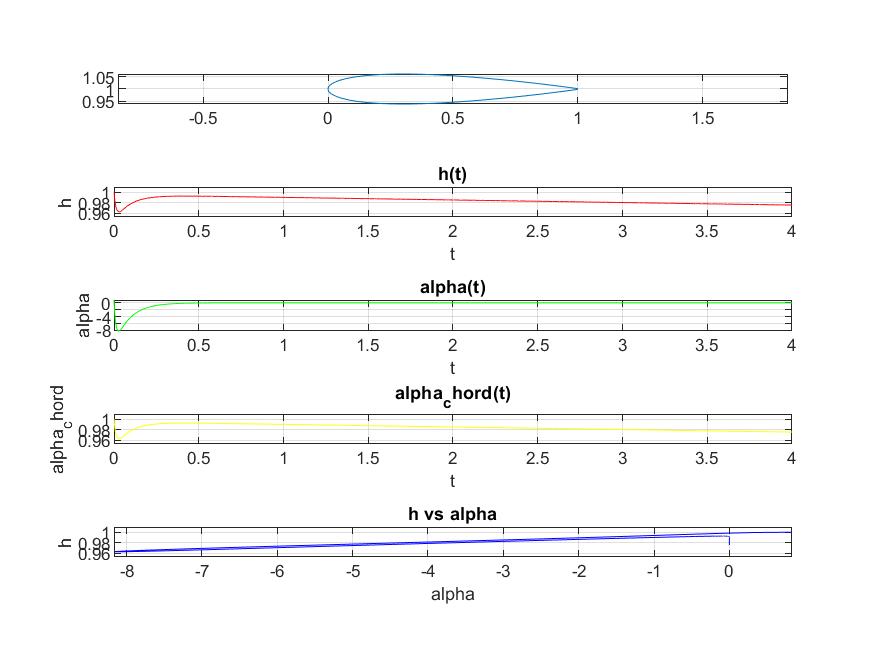 1.05
1
0.95
-0.5 0 0.5 1 1.5
h(t)
1
0.98
0.96
h
0 0.5 1 1.5 2 2.5 3 3.5 4
t
alpha(t)
0
-4
-8
alpha
0 0.5 1 1.5 2 2.5 3 3.5 4
t
alpha_chord(t)
1
0.98
0.96
alpha_chord
0 0.5 1 1.5 2 2.5 3 3.5 4
t
h vs alpha
1
0.98
0.96
h
-8 -7 -6 -5 -4 -3 -2 -1 0
alpha